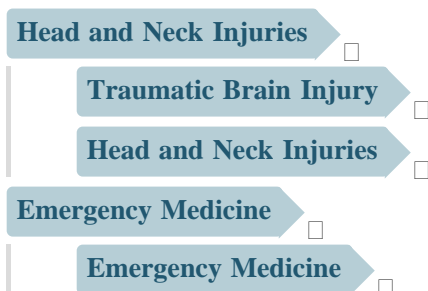 Head and Neck Injuries
Traumatic Brain Injury
Head and Neck Injuries
Emergency Medicine
Emergency Medicine